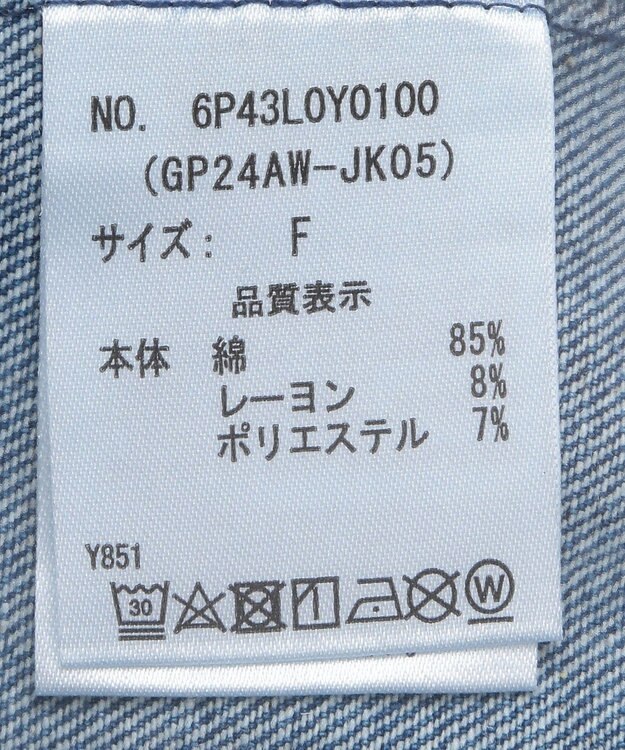 NO. 6P43L0Y0100
(GP24AW-JK05)
サイズ: F
品質表示
本体 綿 85%
レーヨン 8%
ポリエステル 7%
Y851
30 W